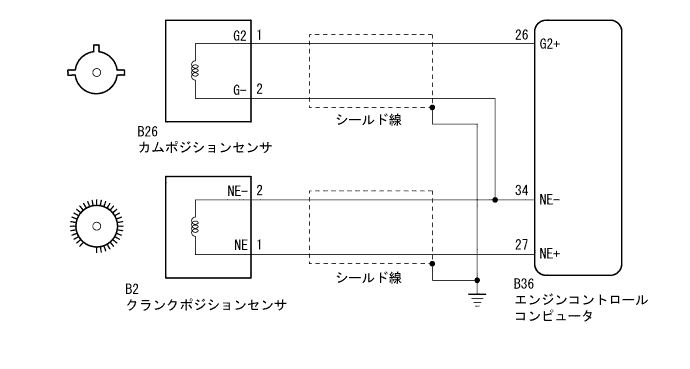 G2 1
26
G2+
G- 2
シールド線
B26
カムポジションセンサ
NE- 2
34
NE-
NE 1
27
NE+
シールド線
B2
クランクポジションセンサ
B36
エンジンコントロール
コンピュータ